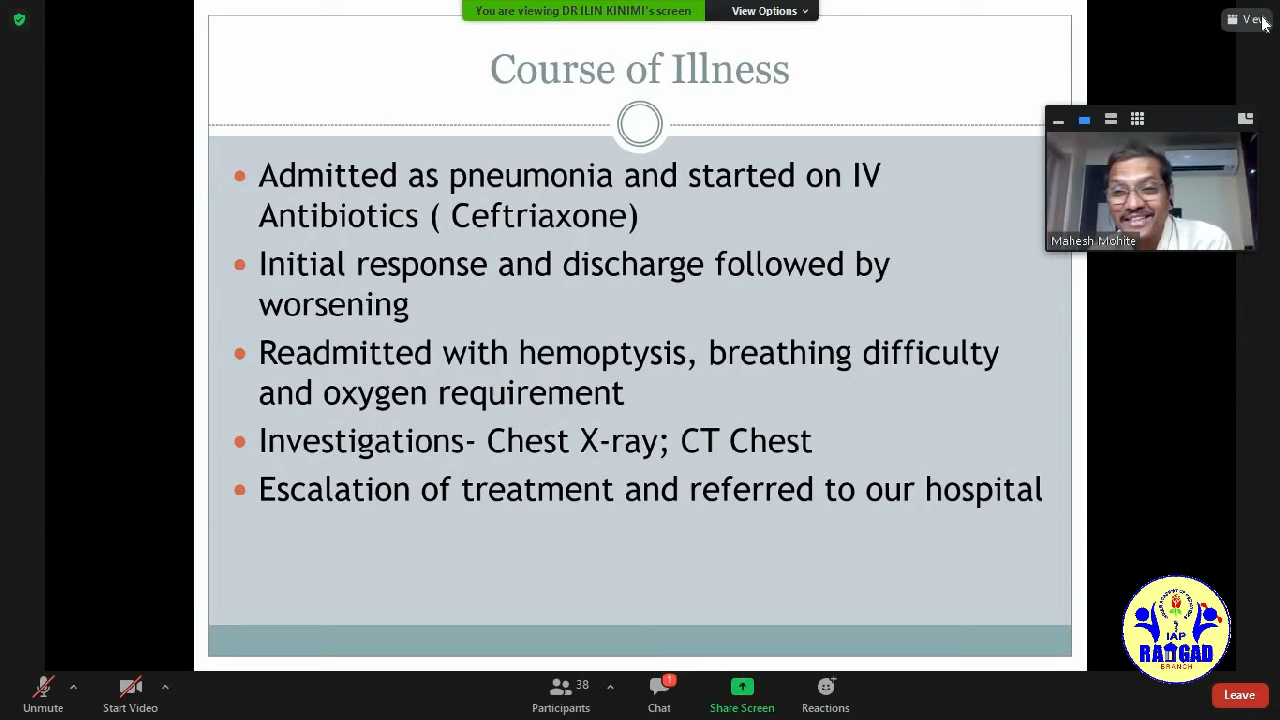 You are viewing DR ILIN KINIMI's screen
View Options
Course of Illness
Admitted as pneumonia and started on IV
Antibiotics ( Ceftriaxone)
Initial response and discharge followed by
worsening
Readmitted with hemoptysis, breathing difficulty
and oxygen requirement
Investigations- Chest X-ray; CT Chest
Escalation of treatment and referred to our hospital
Mahesh Mohite
IAP
BRANCH
Unmute
Start Video
38
Participants
1
Chat
Share Screen
Reactions
Leave